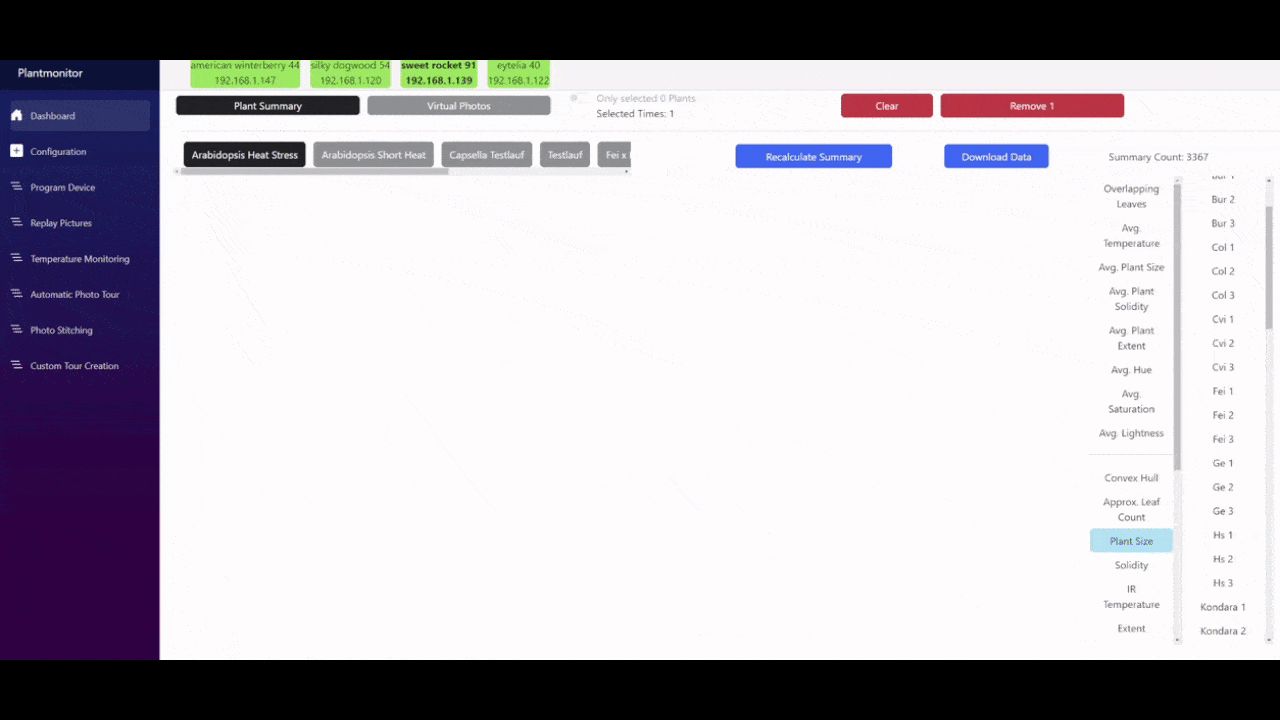 Plantmonitor
Dashboard
Configuration
Program Device
Replay Pictures
Temperature Monitoring
Automatic Photo Tour
Photo Stitching
Custom Tour Creation
american winterberry 44
192.168.1.147
silky dogwood 54
192.168.1.120
sweet rocket 91
192.168.1.139
eytelia 40
192.168.1.122
Plant Summary
Virtual Photos
Only selected 0 Plants
Selected Times: 1
Clear
Remove 1
Arabidopsis Heat Stress
Arabidopsis Short Heat
Capsella Testlauf
Testlauf
Fei x
Recalculate Summary
Download Data
Summary Count: 3367
Overlapping
Leaves
Avg.
Temperature
Avg. Plant Size
Avg. Plant
Solidity
Avg. Plant
Extent
Avg. Hue
Avg.
Saturation
Avg. Lightness
Convex Hull
Approx. Leaf
Count
Plant Size
Solidity
IR
Temperature
Extent
Bur 1
Bur 2
Bur 3
Col 1
Col 2
Col 3
Cvi 1
Cvi 2
Cvi 3
Fei 1
Fei 2
Fei 3
Ge 1
Ge 2
Ge 3
Hs 1
Hs 2
Hs 3
Kondara 1
Kondara 2